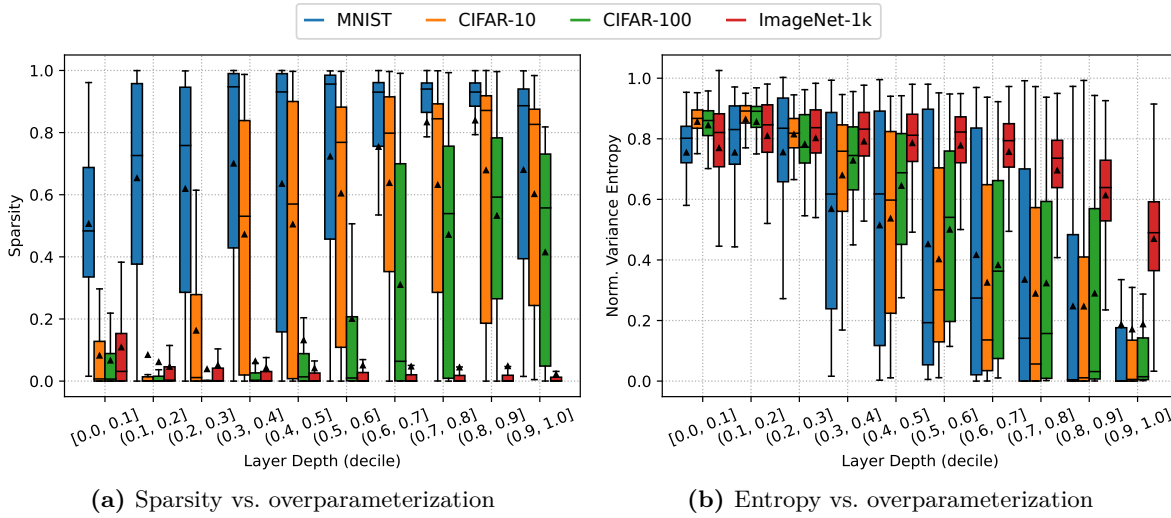 MNIST CIFAR-10 CIFAR-100 ImageNet-1k
Sparsity
1.0
0.8
0.6
0.4
0.2
0.0
[0.0, 0.1] (0.1, 0.2] (0.2, 0.3] (0.3, 0.4] (0.4, 0.5] (0.5, 0.6] (0.6, 0.7] (0.7, 0.8] (0.8, 0.9] (0.9, 1.0]
Layer Depth (decile)
(a) Sparsity vs. overparameterization
Norm. Variance Entropy
1.0
0.8
0.6
0.4
0.2
0.0
[0.0, 0.1] (0.1, 0.2] (0.2, 0.3] (0.3, 0.4] (0.4, 0.5] (0.5, 0.6] (0.6, 0.7] (0.7, 0.8] (0.8, 0.9] (0.9, 1.0]
Layer Depth (decile)
(b) Entropy vs. overparameterization